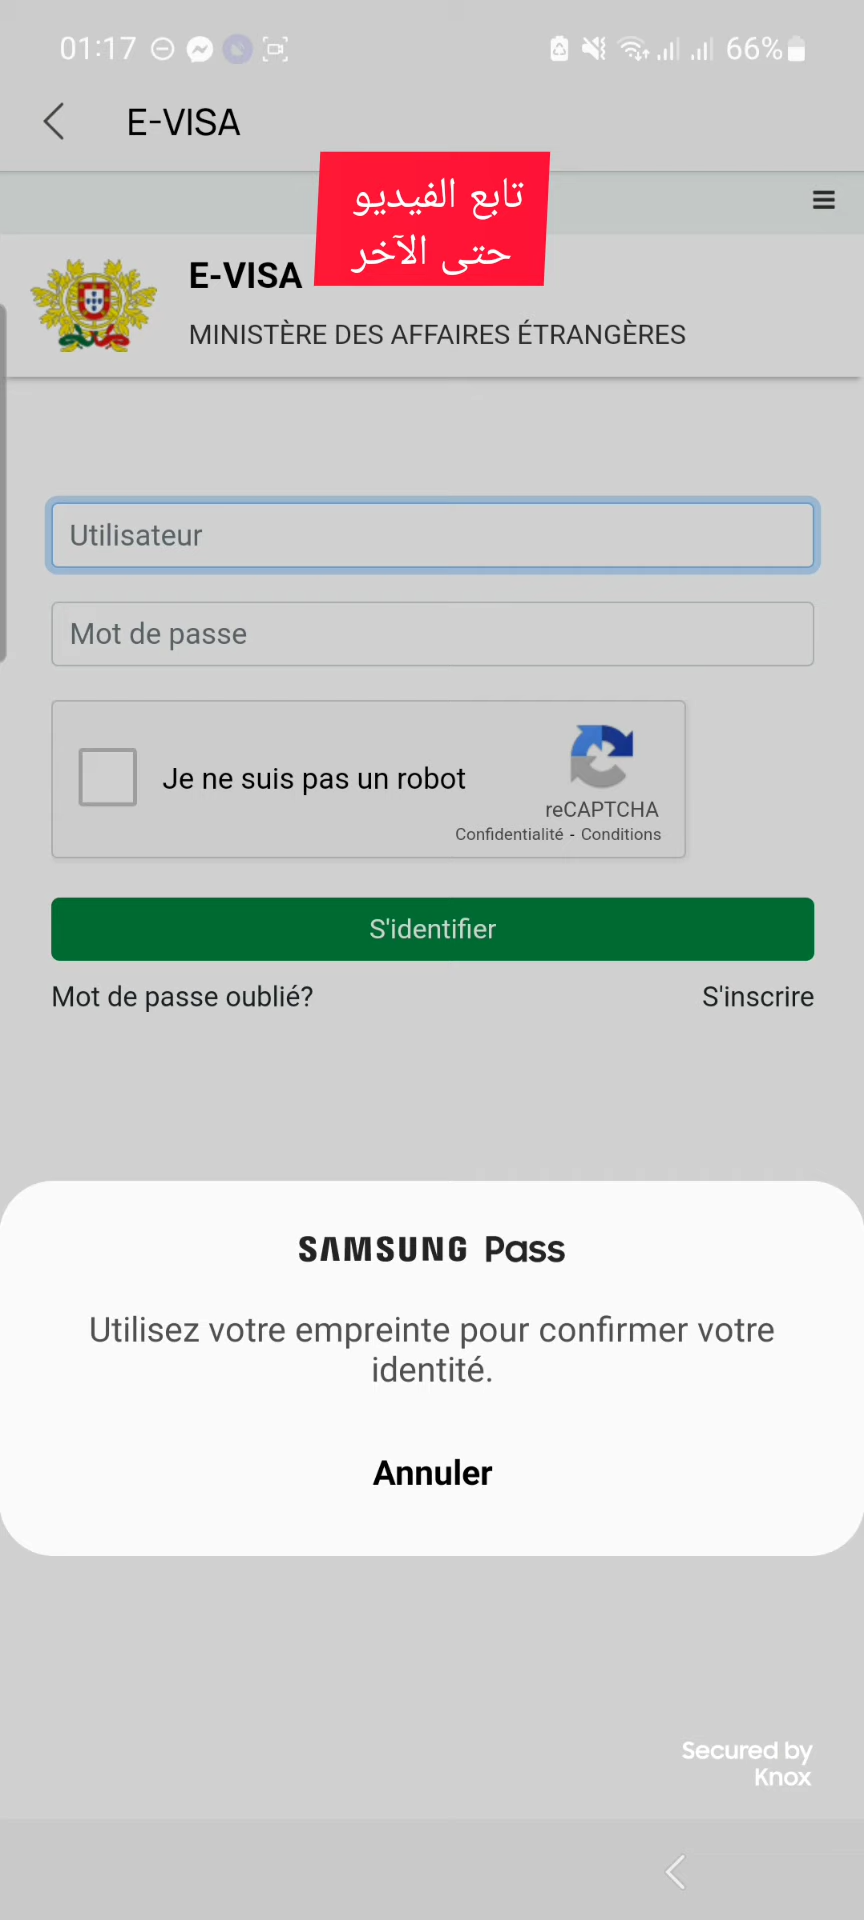 01:17
66%
E-VISA
تابع الفيديو
حتى الآخر
E-VISA
MINISTÈRE DES AFFAIRES ÉTRANGÈRES
Utilisateur
Mot de passe
Je ne suis pas un robot
reCAPTCHA
Confidentialité - Conditions
S'identifier
Mot de passe oublié?
S'inscrire
SAMSUNG Pass
Utilisez votre empreinte pour confirmer votre
identité.
Annuler
Secured by
Knox